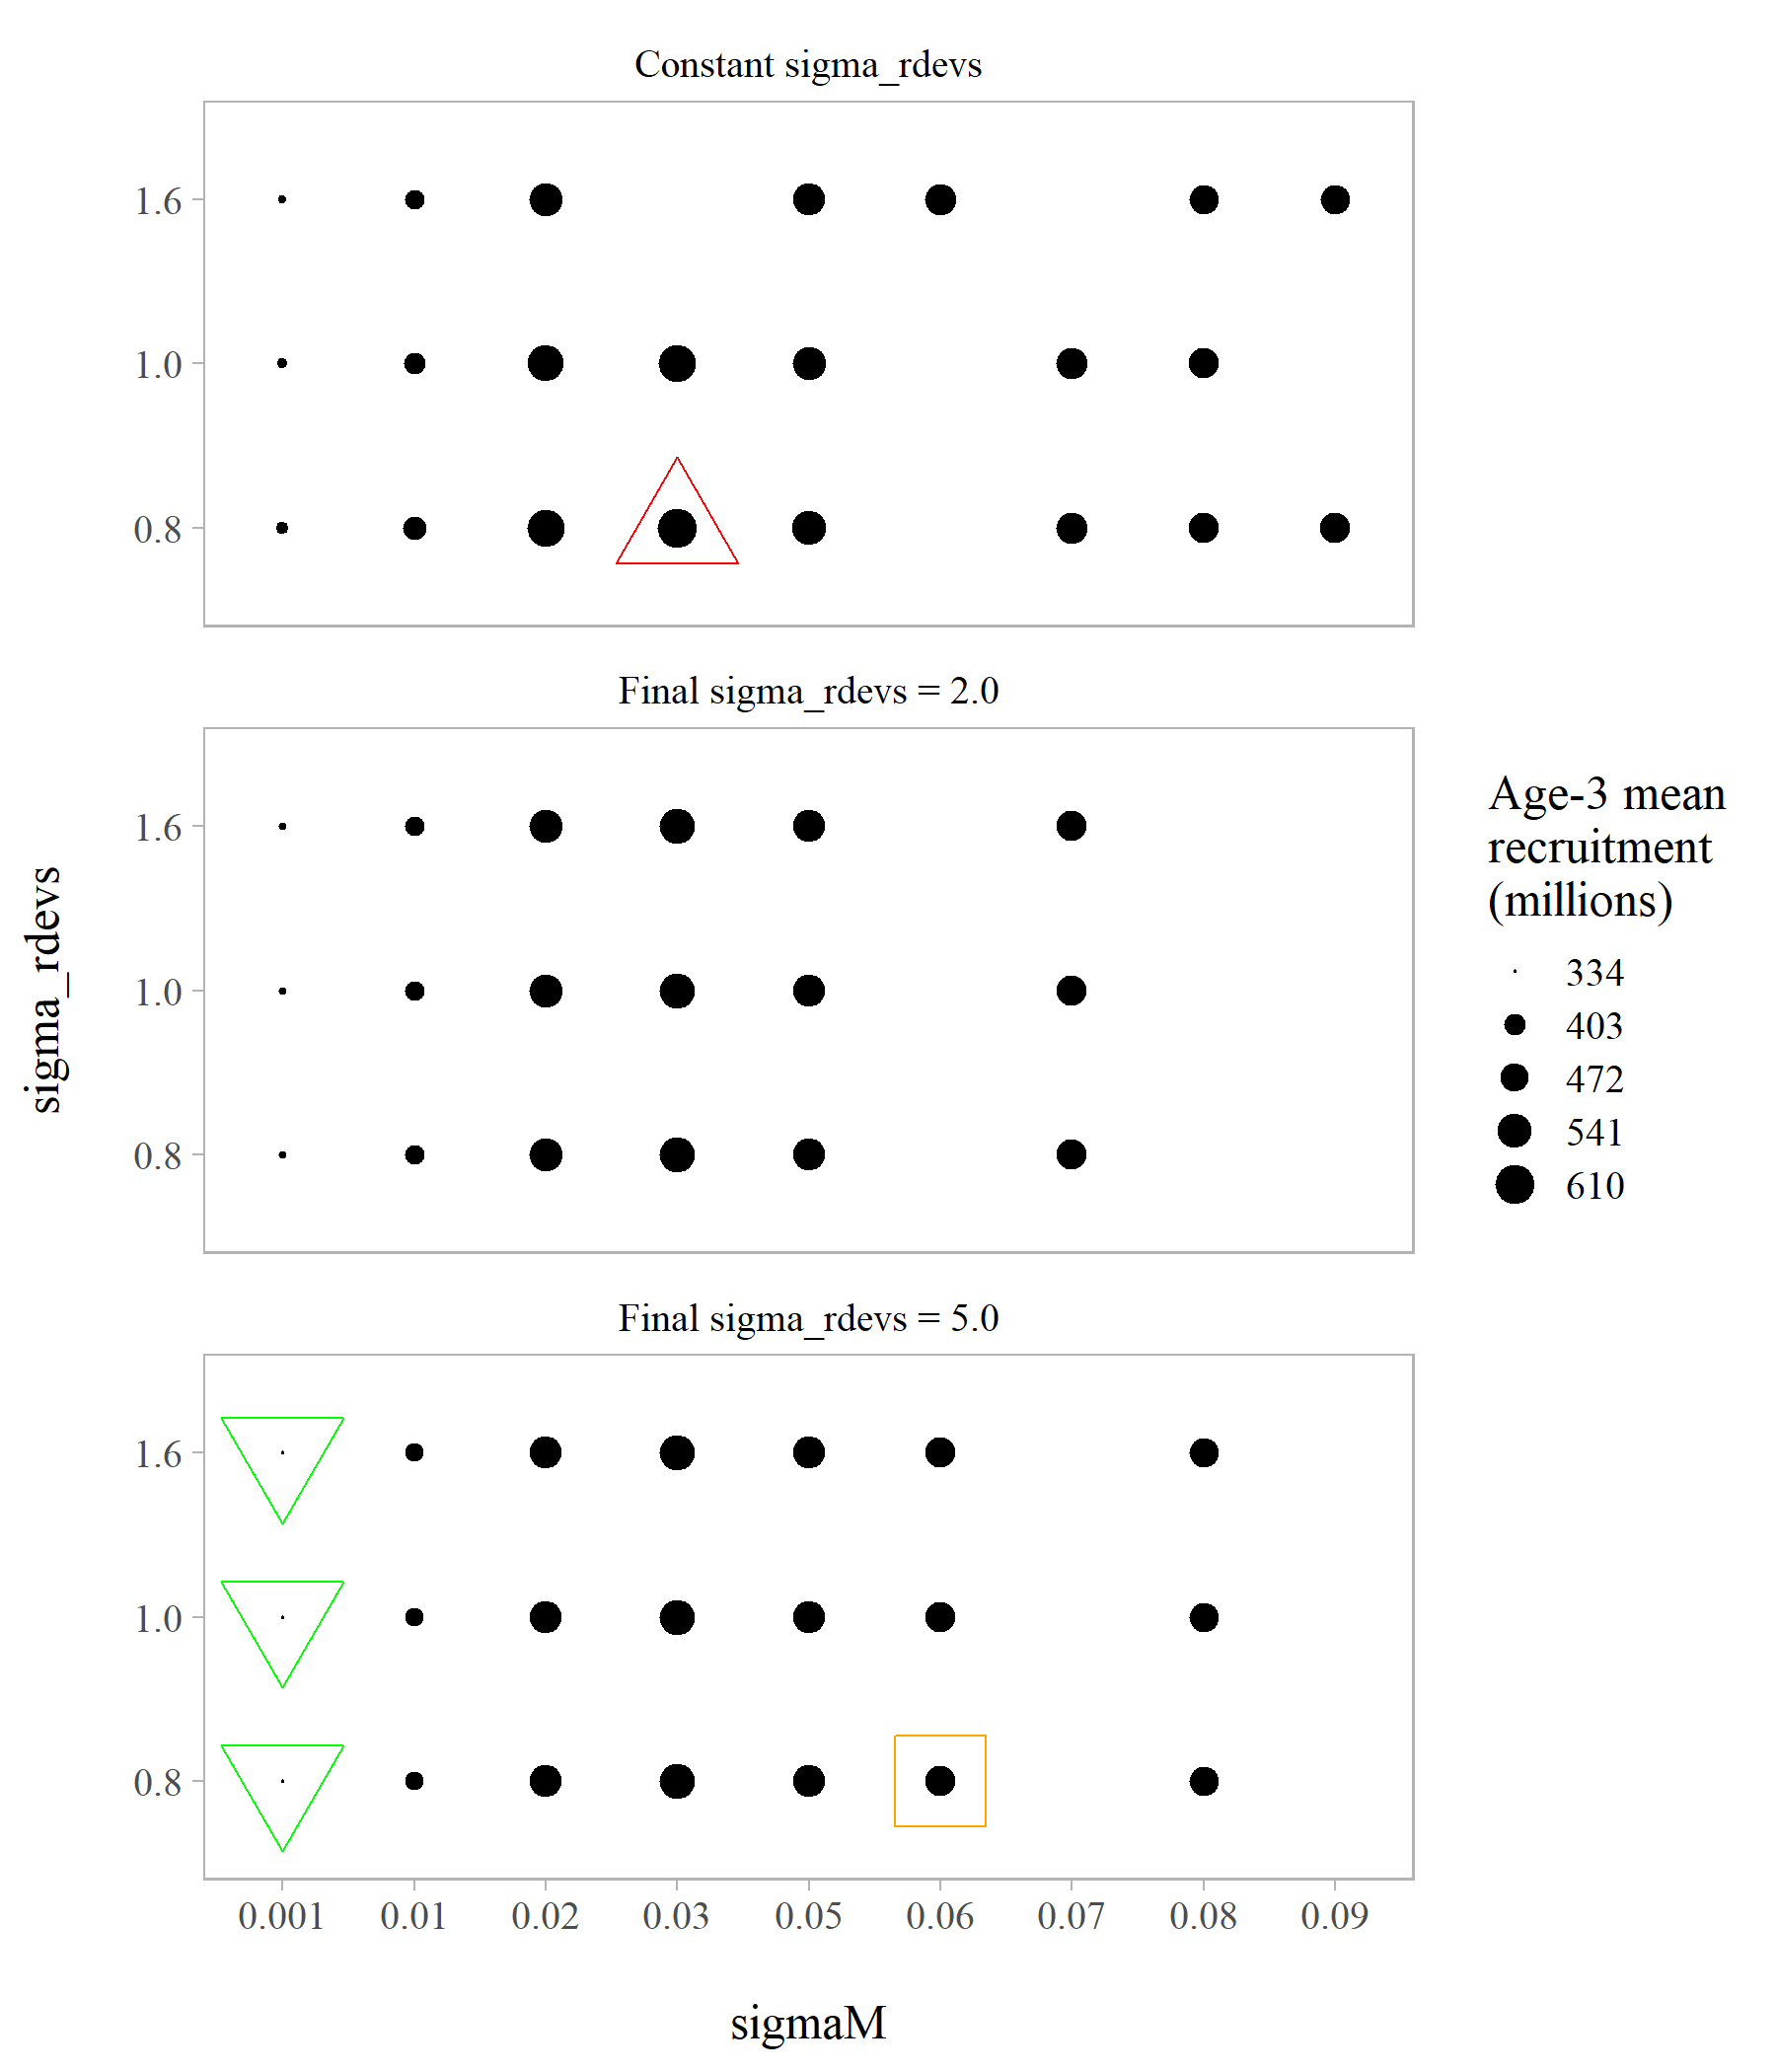 Constant sigma_rdevs
1.6
1.0
0.8
Final sigma_rdevs = 2.0
1.6
1.0
0.8
Final sigma_rdevs = 5.0
1.6
1.0
0.8
0.001 0.01 0.02 0.03 0.05 0.06 0.07 0.08 0.09
sigmaM
sigma_rdevs
Age-3 mean
recruitment
(millions)
334
403
472
541
610